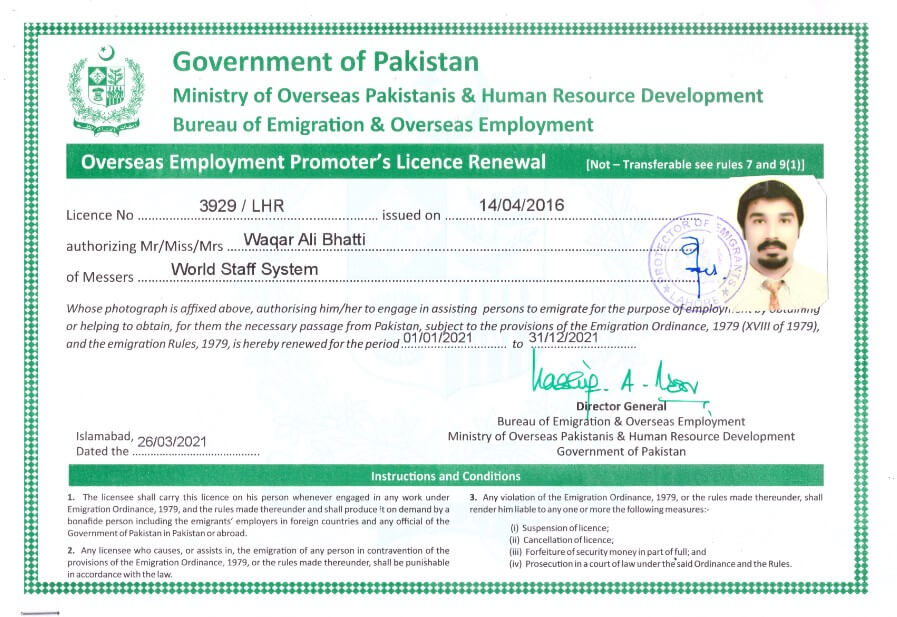 Government of Pakistan
Ministry of Overseas Pakistanis & Human Resource Development
Bureau of Emigration & Overseas Employment
Overseas Employment Promoter's Licence Renewal [Not – Transferable see rules 7 and 9(1)]
Licence No 3929 / LHR issued on 14/04/2016
authorizing Mr/Miss/Mrs Waqar Ali Bhatti
of Messers World Staff System
PROTECTOR OF EMIGRANTS
LAHORE
Whose photograph is affixed above, authorising him/her to engage in assisting persons to emigrate for the purpose of employment by obtaining
or helping to obtain, for them the necessary passage from Pakistan, subject to the provisions of the Emigration Ordinance, 1979 (XVIII of 1979),
and the emigration Rules, 1979, is hereby renewed for the period 01/01/2021 to 31/12/2021
Director General
Bureau of Emigration & Overseas Employment
Ministry of Overseas Pakistanis & Human Resource Development
Government of Pakistan
Islamabad,
Dated the 26/03/2021
Instructions and Conditions
1. The licensee shall carry this licence on his person whenever engaged in any work under
Emigration Ordinance, 1979, and the rules made thereunder and shall produce it on demand by a
bonafide person including the emigrants' employers in foreign countries and any official of the
Government of Pakistan in Pakistan or abroad.
2. Any licensee who causes, or assists in, the emigration of any person in contravention of the
provisions of the Emigration Ordinance, 1979, or the rules made thereunder, shall be punishable
in accordance with the law.
3. Any violation of the Emigration Ordinance, 1979, or the rules made thereunder, shall
render him liable to any one or more the following measures:-
(i) Suspension of licence;
(ii) Cancellation of licence;
(iii) Forfeiture of security money in part of full; and
(iv) Prosecution in a court of law under the said Ordinance and the Rules.